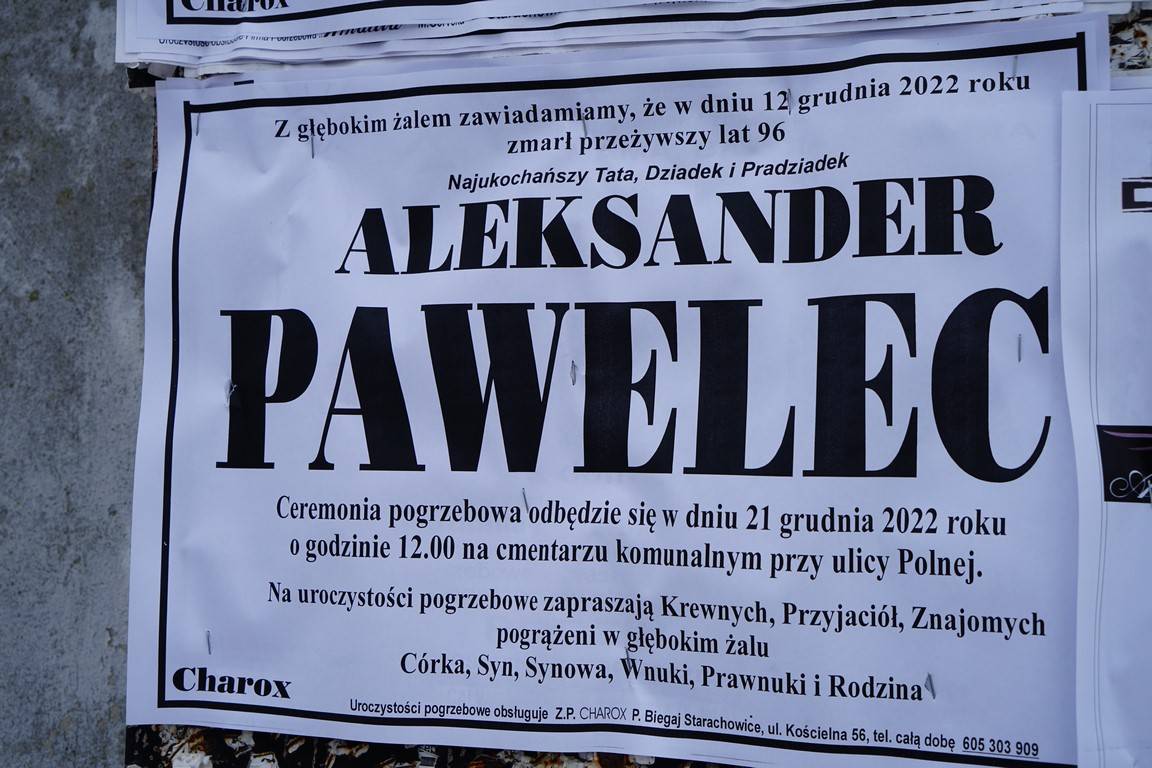 Charox
Z głębokim żalem zawiadamiamy, że w dniu 12 grudnia 2022 roku
zmarł przeżywszy lat 96
Najukochańszy Tata, Dziadek i Pradziadek
ALEKSANDER
PAWELEC
Ceremonia pogrzebowa odbędzie się w dniu 21 grudnia 2022 roku
o godzinie 12.00 na cmentarzu komunalnym przy ulicy Polnej.
Na uroczystości pogrzebowe zapraszają Krewnych, Przyjaciół, Znajomych
pogrążeni w głębokim żalu
Córka, Syn, Synowa, Wnuki, Prawnuki i Rodzina
Charox
Uroczystości pogrzebowe obsługuje Z.P. CHAROX P. Biegaj Starachowice, ul. Kościelna 56, tel. całą dobę 605 303 909